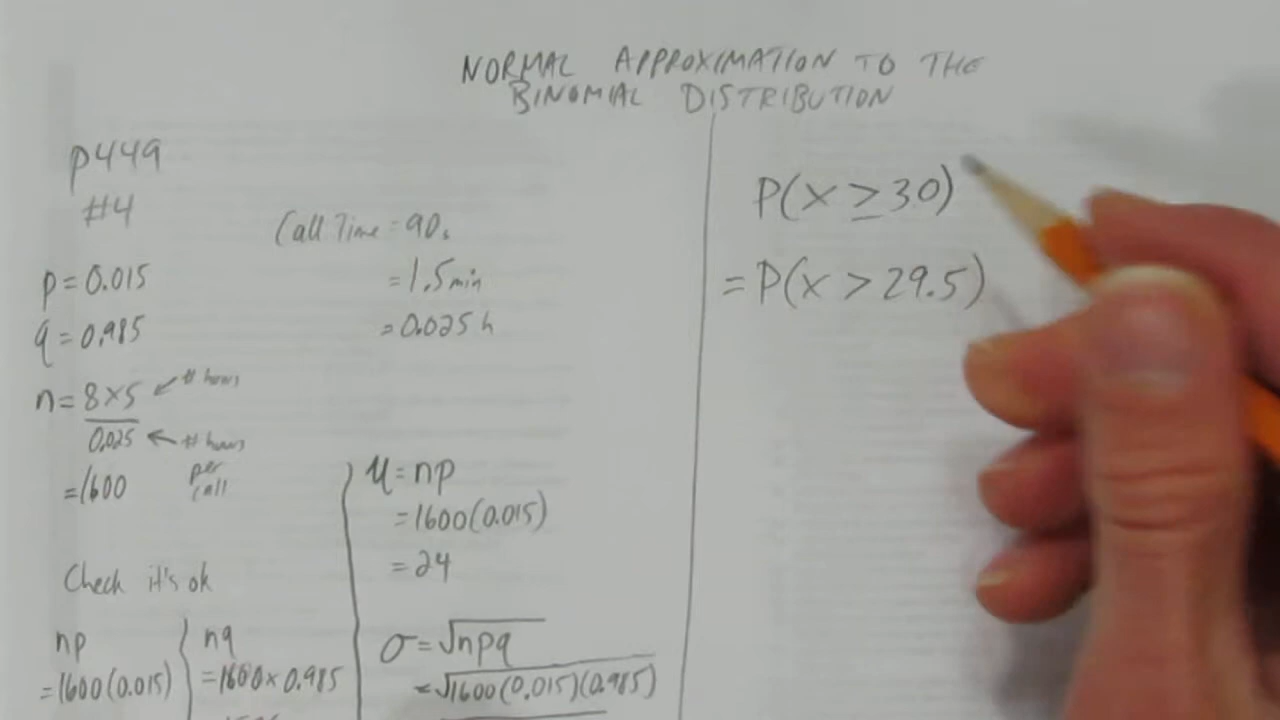 NORMAL APPROXIMATION TO THE
BINOMIAL DISTRIBUTION
p449
#4
p = 0.015
q = 0.985
n = 8×5 ← # hours
0.025 ← # hours per call
= 1600
Call Time = 90s
= 1.5 min
= 0.025 h
Check it's ok
np
= 1600(0.015)
nq
= 1600 × 0.985
μ = np
= 1600(0.015)
= 24
σ = √npq
= √1600(0.015)(0.985)
P(x ≥ 30)
= P(x > 29.5)